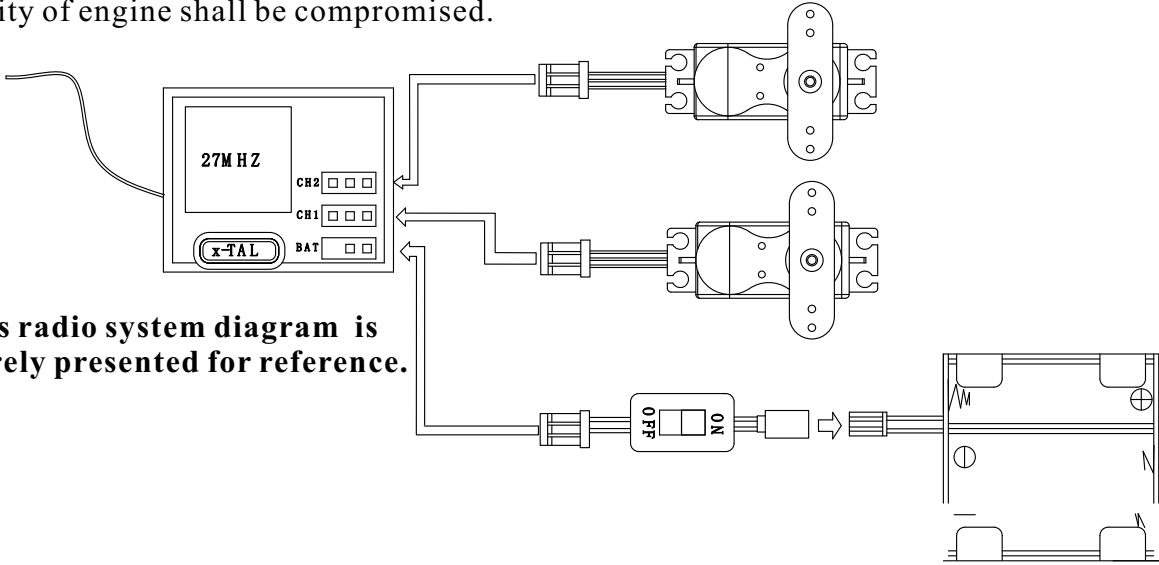 ity of engine shall be compromised.
27MHZ
CH2
CH1
x-TAL BAT
s radio system diagram is
rely presented for reference.
OFF ON